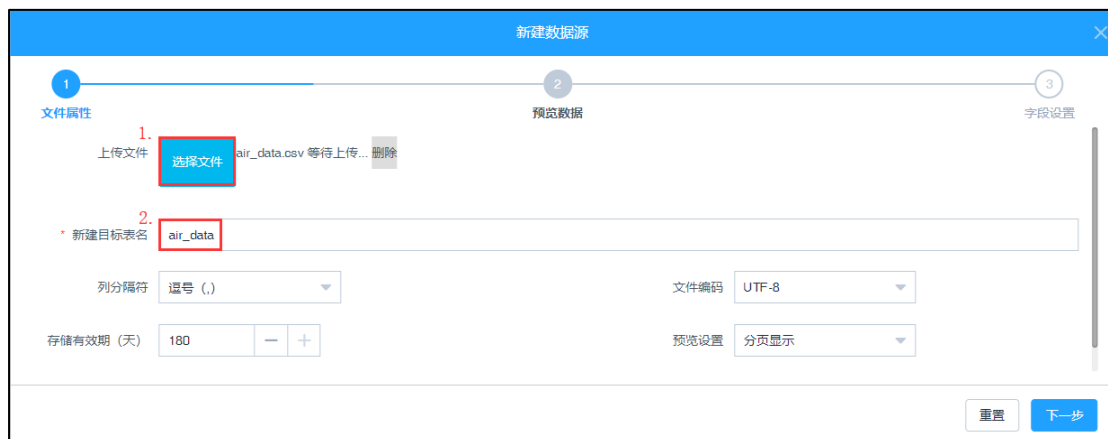 新建数据源
1 2 3
文件属性 预览数据 字段设置
1.
上传文件 选择文件 air_data.csv 等待上传... 删除
2.
* 新建目标表名 air_data
列分隔符 逗号 (,) 文件编码 UTF-8
存储有效期（天） 180 预览设置 分页显示
重置 下一步